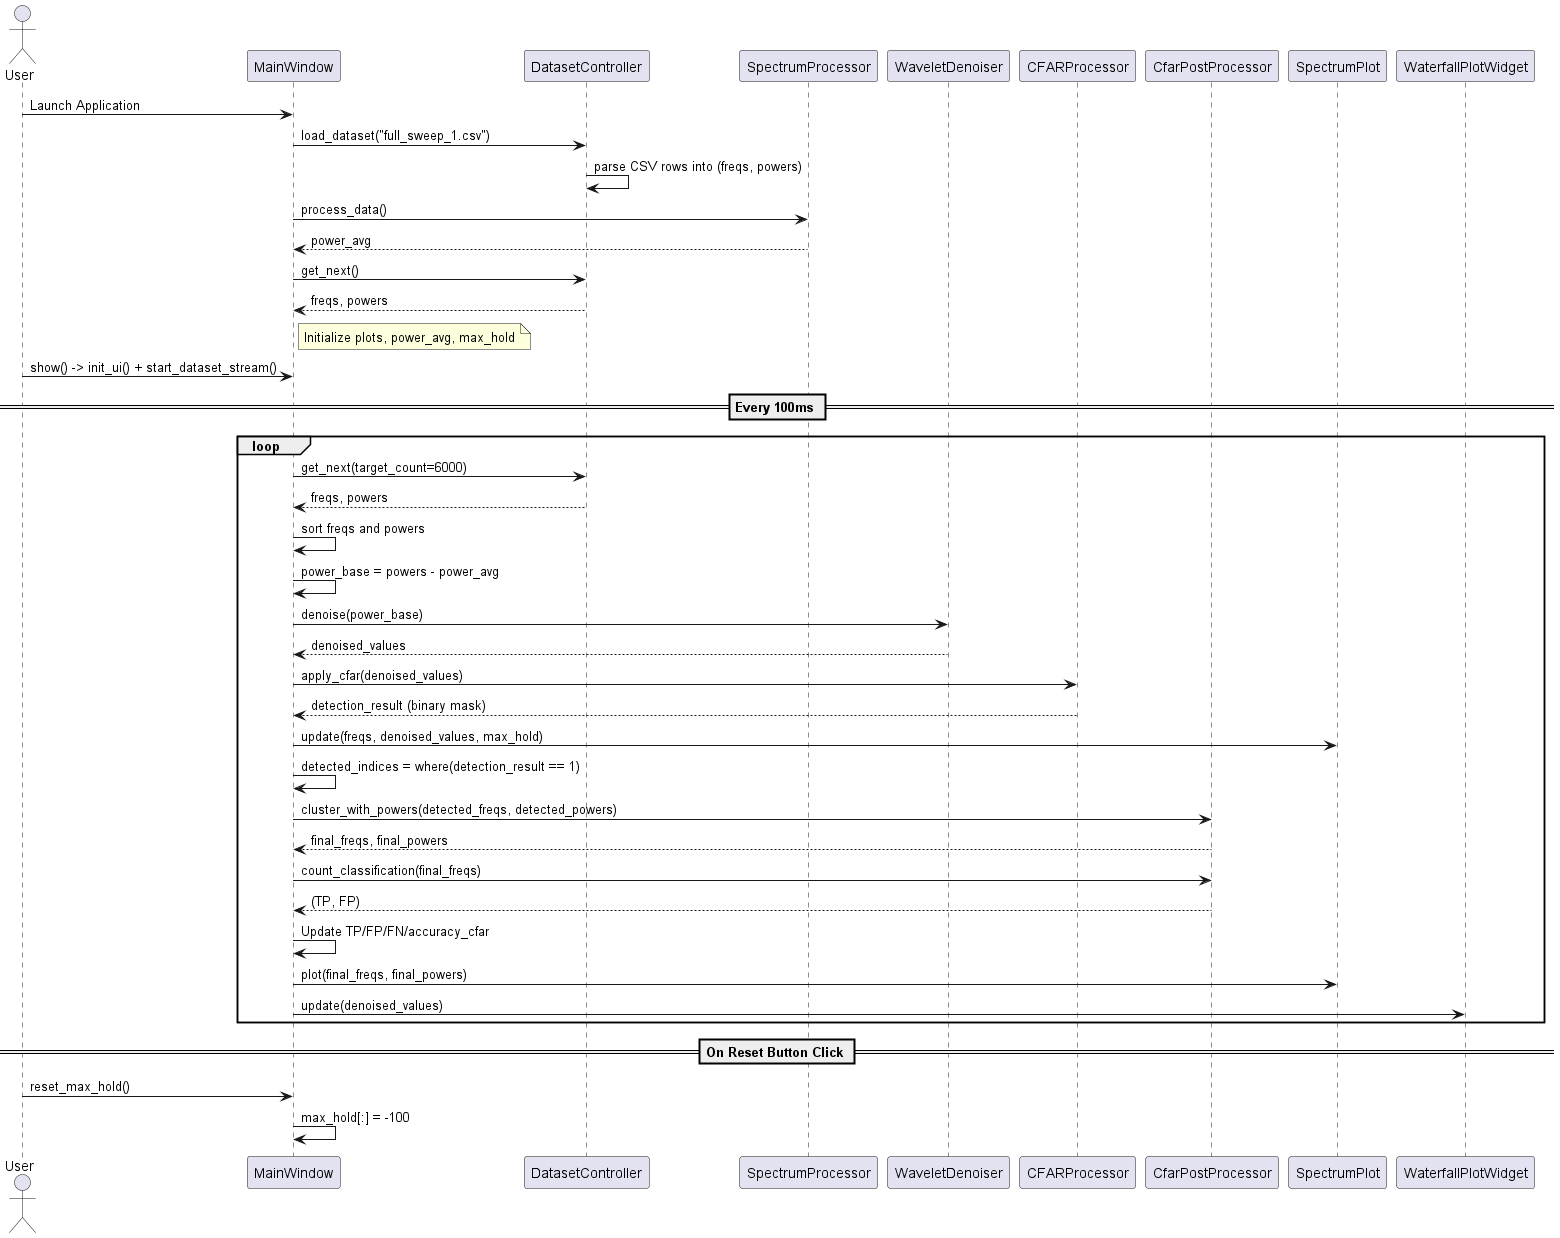 User
MainWindow
DatasetController
SpectrumProcessor
WaveletDenoiser
CFARProcessor
CfarPostProcessor
SpectrumPlot
WaterfallPlotWidget
Launch Application
load_dataset("full_sweep_1.csv")
parse CSV rows into (freqs, powers)
process_data()
power_avg
get_next()
freqs, powers
Initialize plots, power_avg, max_hold
show() -> init_ui() + start_dataset_stream()
Every 100ms
loop
get_next(target_count=6000)
freqs, powers
sort freqs and powers
power_base = powers - power_avg
denoise(power_base)
denoised_values
apply_cfar(denoised_values)
detection_result (binary mask)
update(freqs, denoised_values, max_hold)
detected_indices = where(detection_result == 1)
cluster_with_powers(detected_freqs, detected_powers)
final_freqs, final_powers
count_classification(final_freqs)
(TP, FP)
Update TP/FP/FN/accuracy_cfar
plot(final_freqs, final_powers)
update(denoised_values)
On Reset Button Click
reset_max_hold()
max_hold[:] = -100
User
MainWindow
DatasetController
SpectrumProcessor
WaveletDenoiser
CFARProcessor
CfarPostProcessor
SpectrumPlot
WaterfallPlotWidget